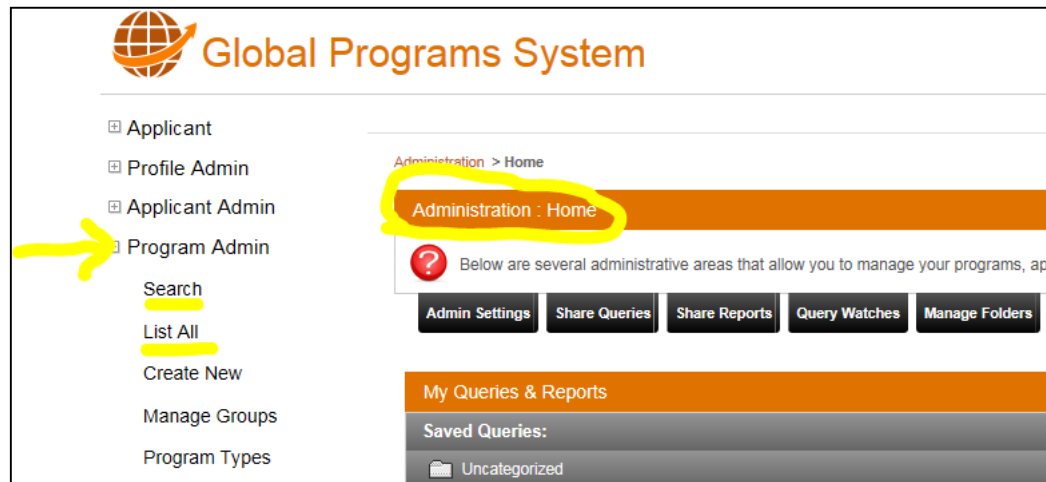 Global Programs System
Applicant
Profile Admin
Applicant Admin
Program Admin
Search
List All
Create New
Manage Groups
Program Types
Administration > Home
Administration : Home
Below are several administrative areas that allow you to manage your programs, ap
Admin Settings Share Queries Share Reports Query Watches Manage Folders
My Queries & Reports
Saved Queries:
Uncategorized